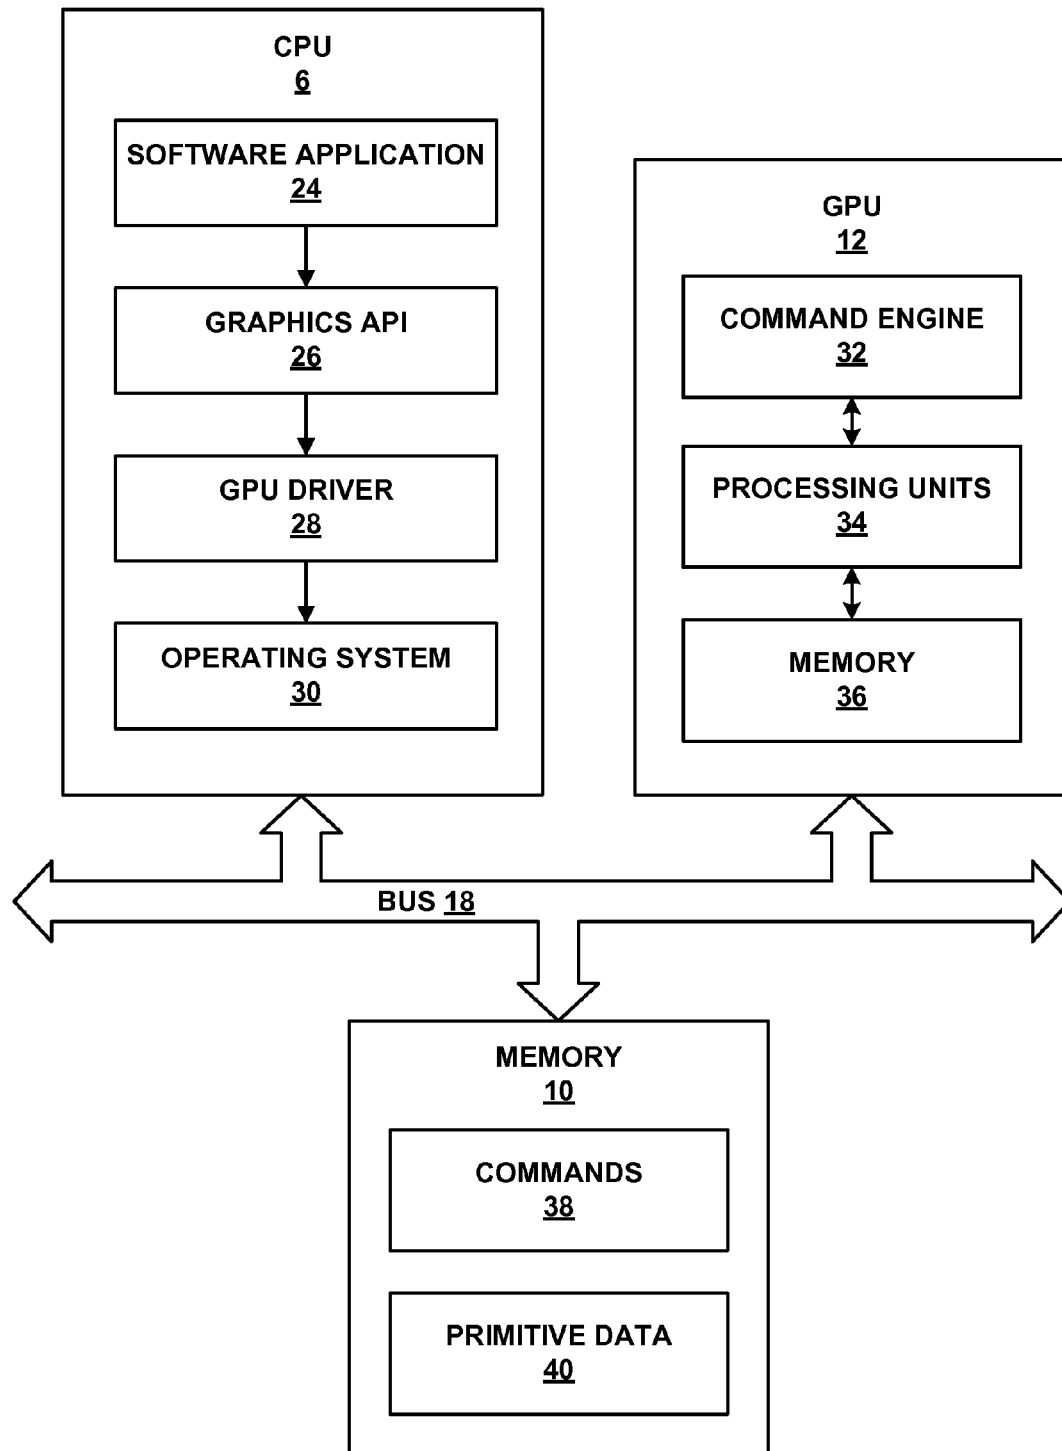 CPU
6
SOFTWARE APPLICATION
24
GRAPHICS API
26
GPU DRIVER
28
OPERATING SYSTEM
30
GPU
12
COMMAND ENGINE
32
PROCESSING UNITS
34
MEMORY
36
BUS 18
MEMORY
10
COMMANDS
38
PRIMITIVE DATA
40